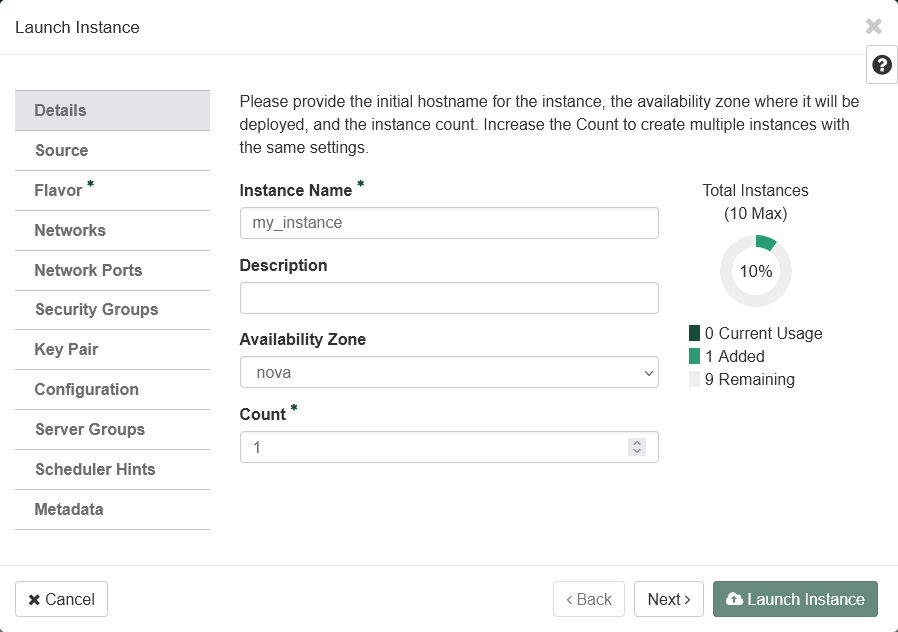 Launch Instance
Details
Source
Flavor *
Networks
Network Ports
Security Groups
Key Pair
Configuration
Server Groups
Scheduler Hints
Metadata
Please provide the initial hostname for the instance, the availability zone where it will be
deployed, and the instance count. Increase the Count to create multiple instances with
the same settings.
Instance Name *
my_instance
Description
Availability Zone
nova
Count *
1
Total Instances
(10 Max)
10%
0 Current Usage
1 Added
9 Remaining
Cancel
Back
Next
Launch Instance